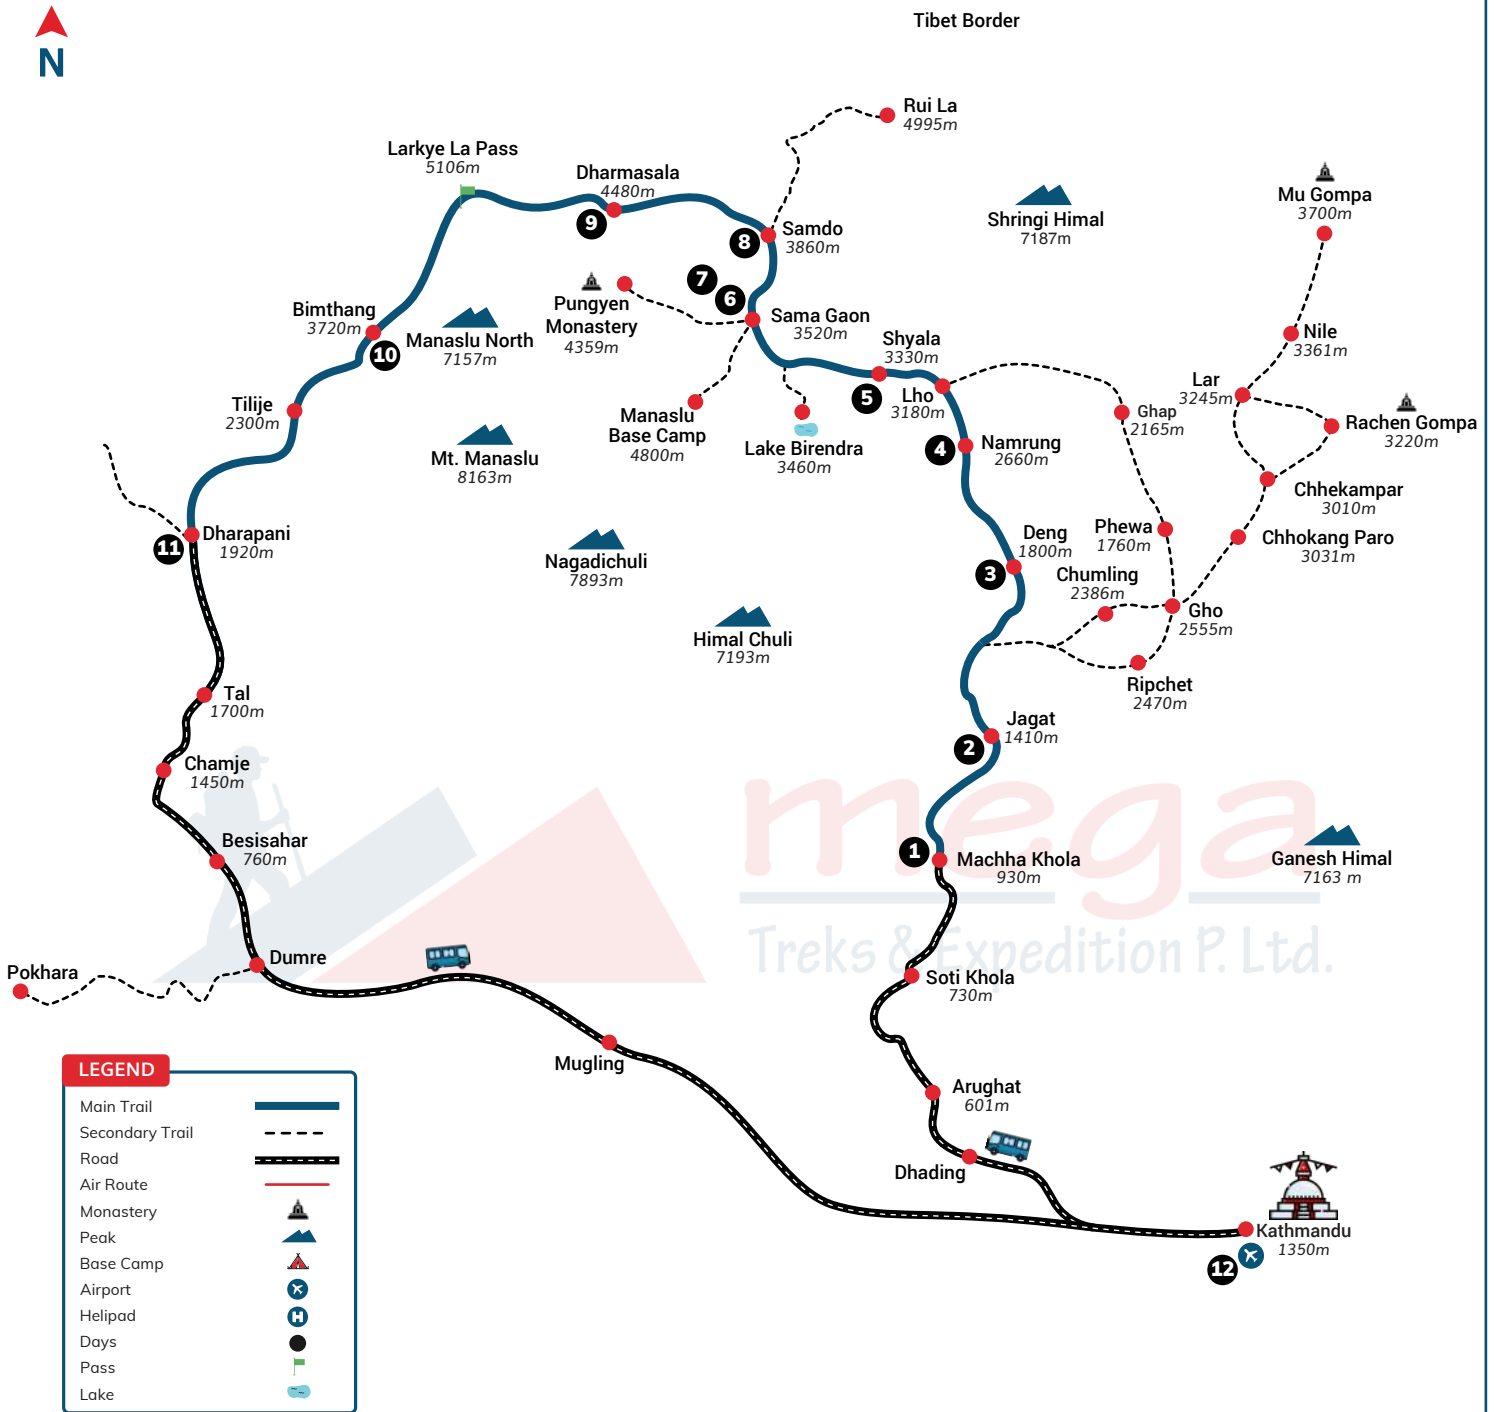 Tibet Border
N
Rui La
4995m
Larkye La Pass
5106m
Dharmasala
4480m
9
Samdo
3860m
8
Shringi Himal
7187m
Mu Gompa
3700m
7
6
Pungyen
Monastery
4359m
Sama Gaon
3520m
Bimthang
3720m
10
Manaslu North
7157m
Shyala
3330m
5
Nile
3361m
Lar
3245m
Lho
3180m
Ghap
2165m
Rachen Gompa
3220m
Tilije
2300m
Manaslu
Base Camp
4800m
Lake Birendra
3460m
4
Namrung
2660m
Mt. Manaslu
8163m
Chhekampar
3010m
Dharapani
1920m
11
Nagadichuli
7893m
Deng
1800m
3
Phewa
1760m
Chhokang Paro
3031m
Chumling
2386m
Gho
2555m
Himal Chuli
7193m
Ripchet
2470m
Tal
1700m
Jagat
1410m
2
Chamje
1450m
mega
Treks & Expedition P. Ltd.
Besisahar
760m
1
Machha Khola
930m
Ganesh Himal
7163 m
Dumre
Pokhara
Soti Khola
730m
Mugling
Arughat
601m
Dhading
Kathmandu
1350m
12
LEGEND
Main Trail
Secondary Trail
Road
Air Route
Monastery
Peak
Base Camp
Airport
Helipad
H
Days
Pass
Lake